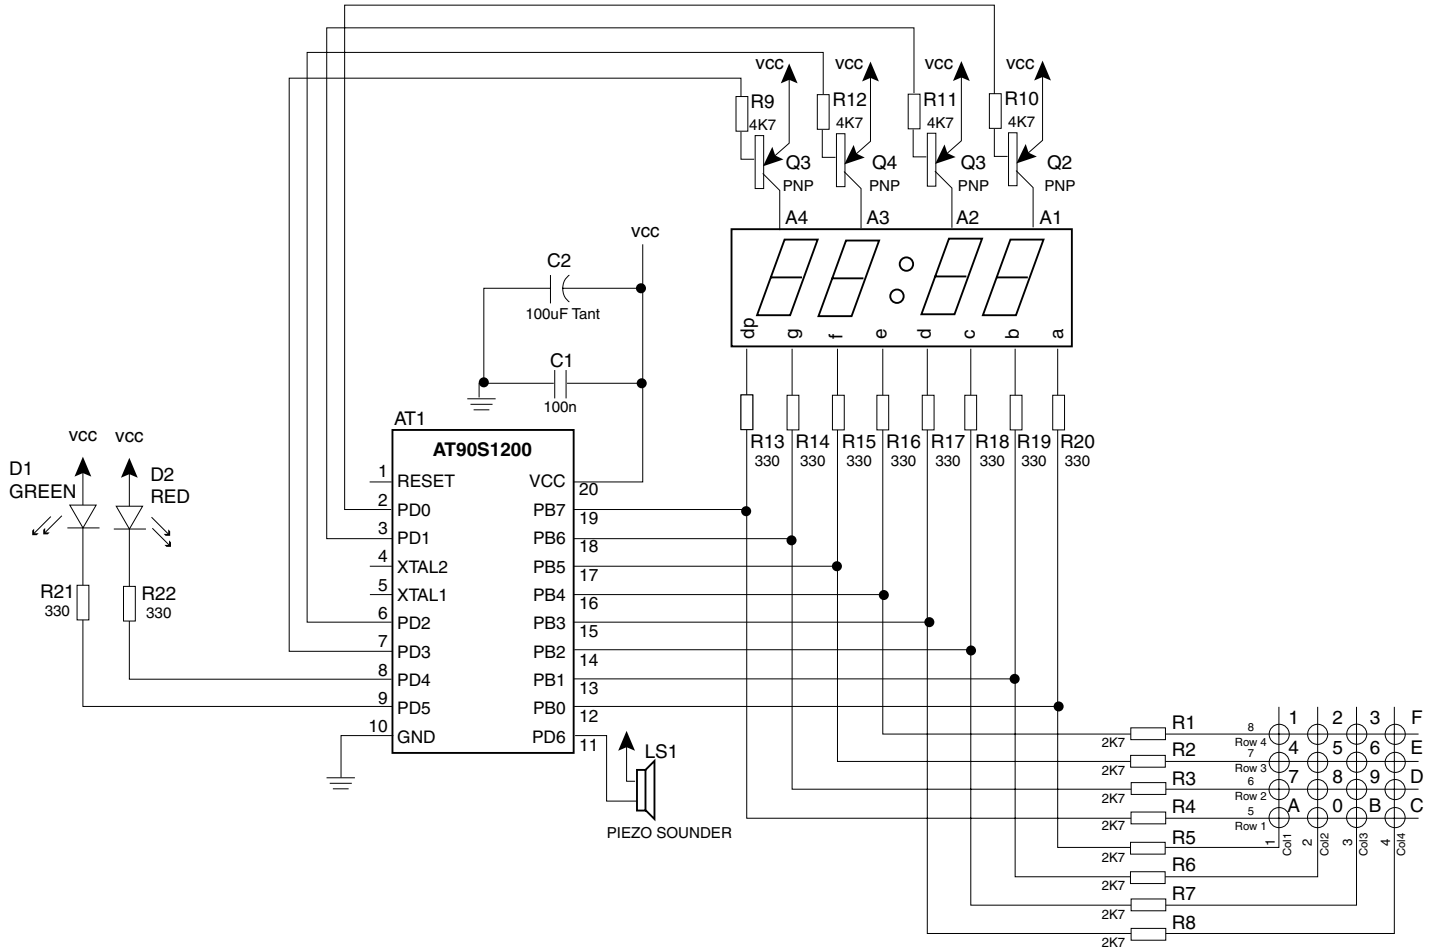 vcc vcc vcc vcc
R9 R12 R11 R10
4K7 4K7 4K7 4K7
Q3 Q4 Q3 Q2
PNP PNP PNP PNP
A4 A3 A2 A1
dp g f e d c b a
vcc
C2
100uF Tant
C1
100n
R13 R14 R15 R16 R17 R18 R19 R20
330 330 330 330 330 330 330 330
AT1
AT90S1200
1 RESET VCC 20
2 PD0 PB7 19
3 PD1 PB6 18
4 XTAL2 PB5 17
5 XTAL1 PB4 16
6 PD2 PB3 15
7 PD3 PB2 14
8 PD4 PB1 13
9 PD5 PB0 12
10 GND PD6 11
vcc vcc
D1
GREEN
D2
RED
R21
330
R22
330
LS1
PIEZO SOUNDER
R1 2K7 8 Row 4 1 2 3 F
R2 2K7 7 Row 3 4 5 6 E
R3 2K7 6 Row 2 7 8 9 D
R4 2K7 5 Row 1 A 0 B C
R5 2K7 1 Col1 2 Col2 3 Col3 4 Col4
R6 2K7
R7 2K7
R8 2K7